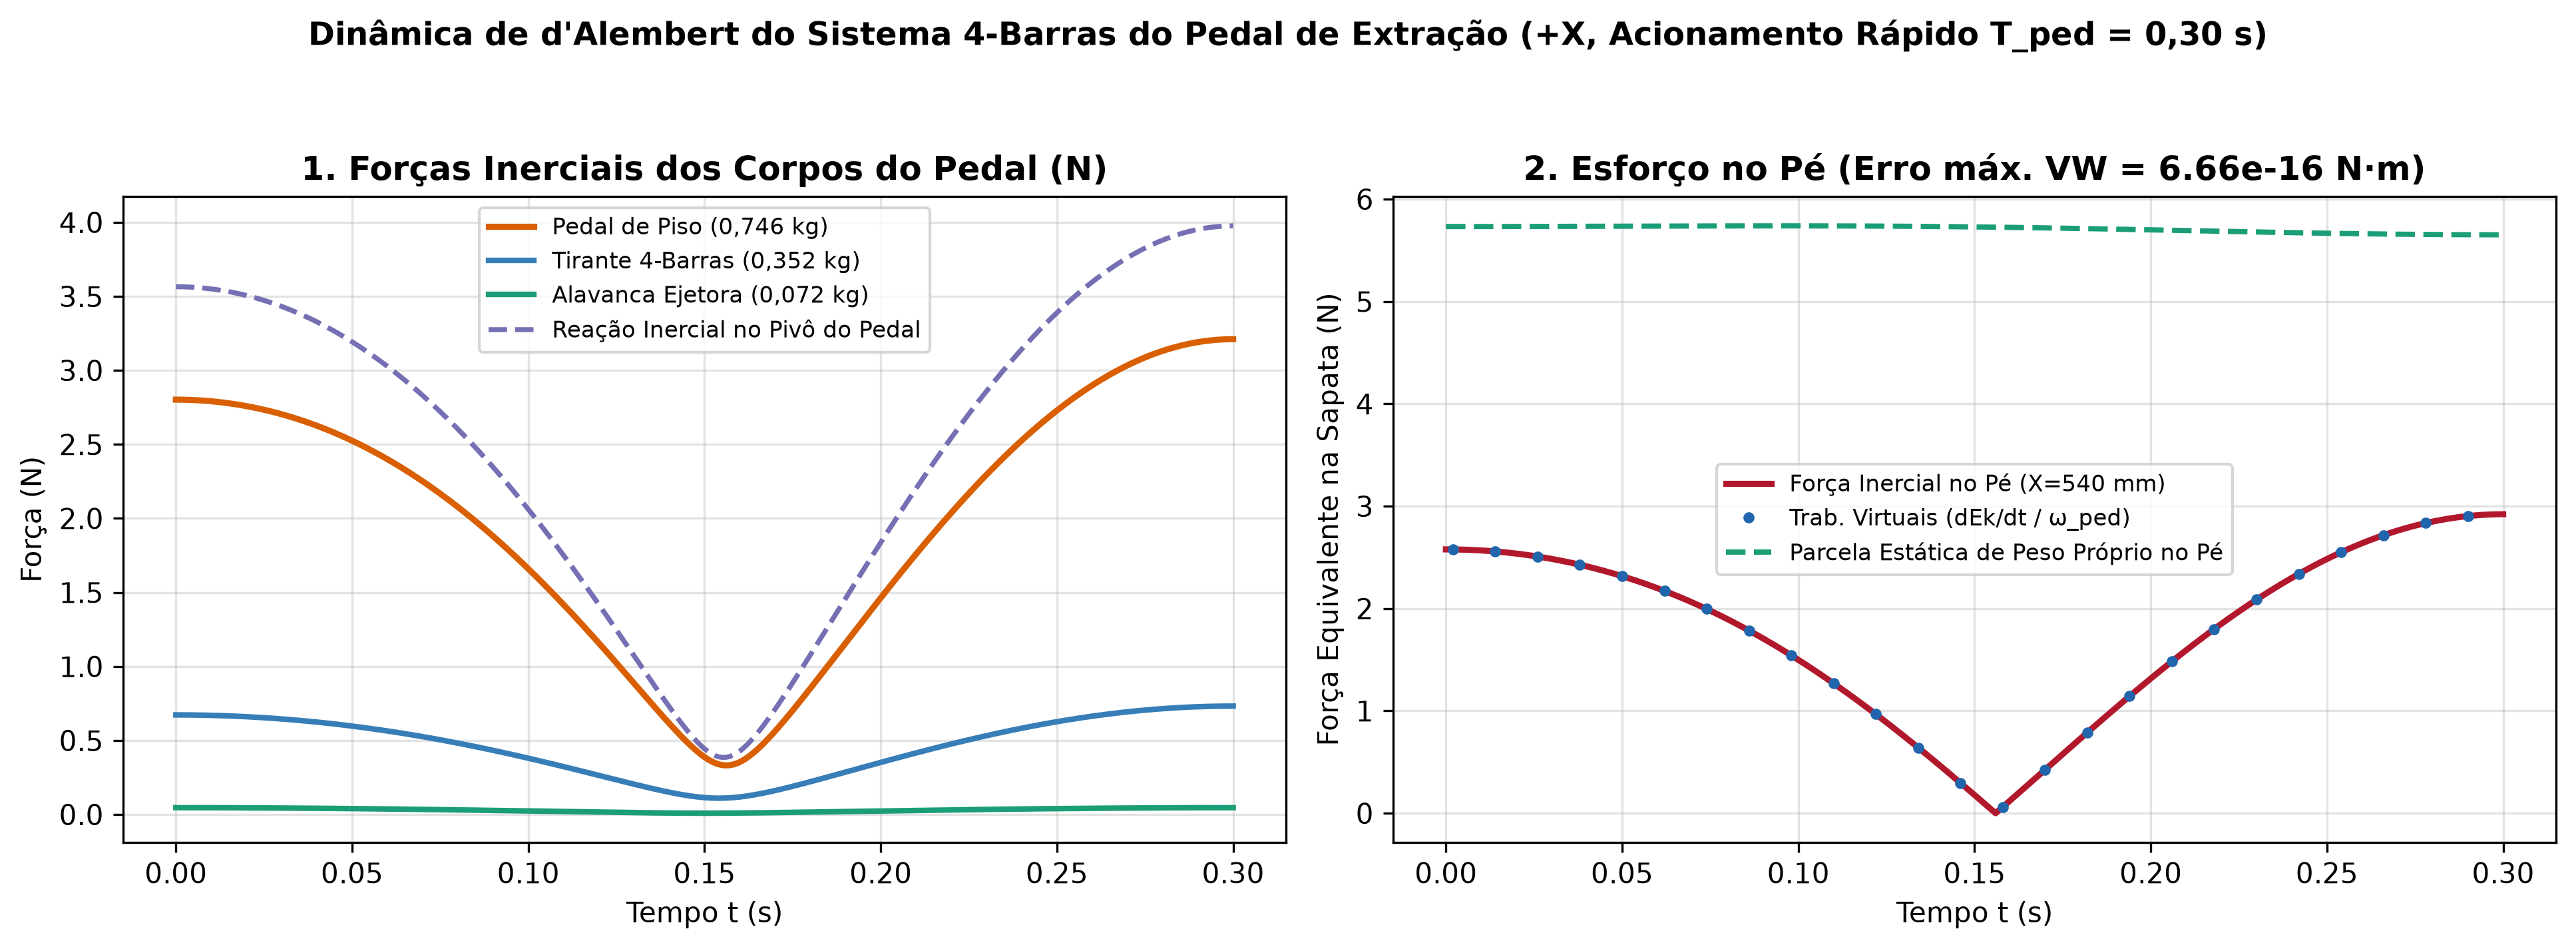 Dinâmica de d'Alembert do Sistema 4-Barras do Pedal de Extração (+X, Acionamento Rápido T_ped = 0,30 s)
1. Forças Inerciais dos Corpos do Pedal (N)
Força (N)
4.0
3.5
3.0
2.5
2.0
1.5
1.0
0.5
0.0
Pedal de Piso (0,746 kg)
Tirante 4-Barras (0,352 kg)
Alavanca Ejetora (0,072 kg)
Reação Inercial no Pivô do Pedal
0.00 0.05 0.10 0.15 0.20 0.25 0.30
Tempo t (s)
2. Esforço no Pé (Erro máx. VW = 6.66e-16 N·m)
Força Equivalente na Sapata (N)
6
5
4
3
2
1
0
Força Inercial no Pé (X=540 mm)
Trab. Virtuais (dEk/dt / ω_ped)
Parcela Estática de Peso Próprio no Pé
0.00 0.05 0.10 0.15 0.20 0.25 0.30
Tempo t (s)